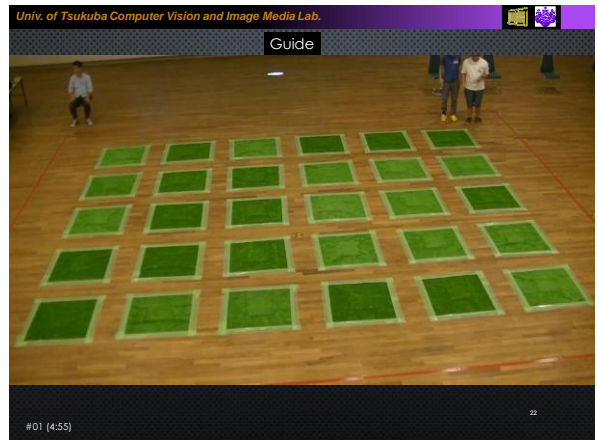 Univ. of Tsukuba Computer Vision and Image Media Lab.
Guide
22
#01 (4:55)